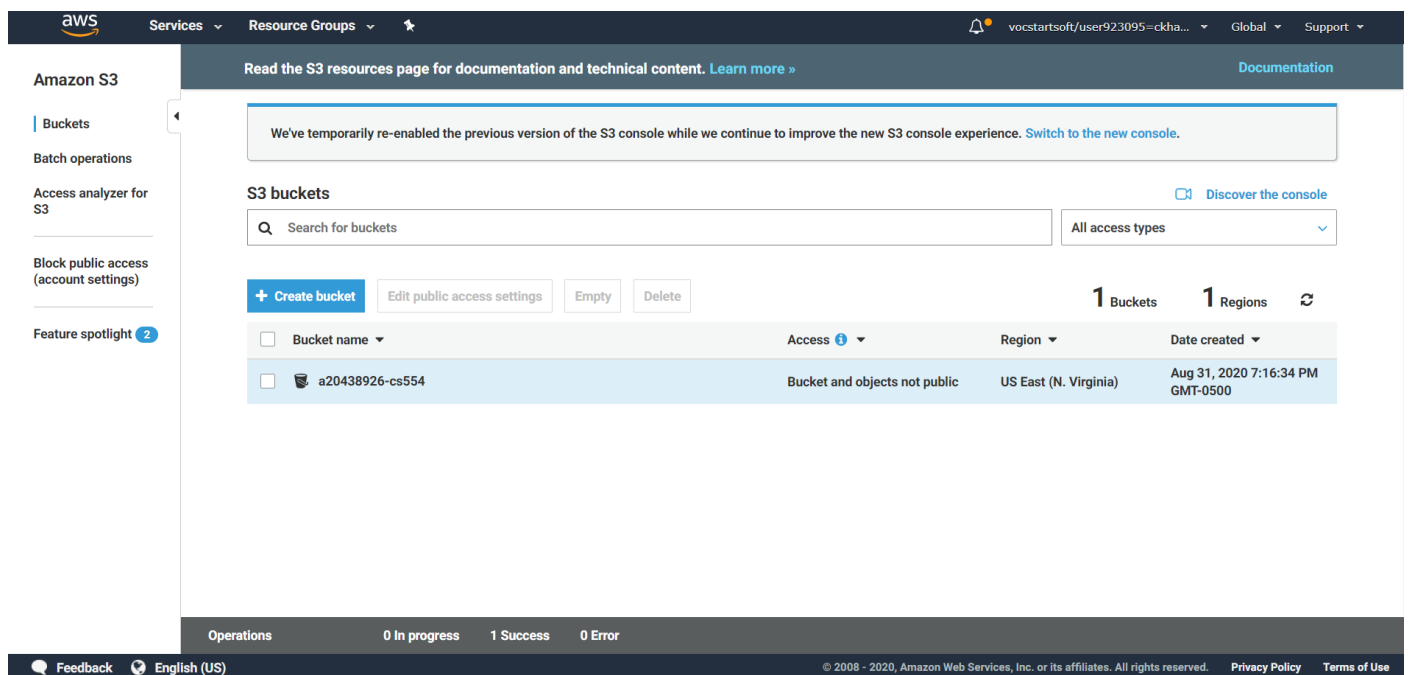 aws
Services
Resource Groups
vocstartsoft/user923095=ckha...
Global
Support
Amazon S3
Buckets
Batch operations
Access analyzer for
S3
Block public access
(account settings)
Feature spotlight 2
Read the S3 resources page for documentation and technical content. Learn more »
Documentation
We've temporarily re-enabled the previous version of the S3 console while we continue to improve the new S3 console experience. Switch to the new console.
S3 buckets
Discover the console
Search for buckets
All access types
+ Create bucket
Edit public access settings
Empty
Delete
1 Buckets
1 Regions
Bucket name
Access
Region
Date created
a20438926-cs554
Bucket and objects not public
US East (N. Virginia)
Aug 31, 2020 7:16:34 PM
GMT-0500
Operations
0 In progress
1 Success
0 Error
Feedback
English (US)
© 2008 - 2020, Amazon Web Services, Inc. or its affiliates. All rights reserved.
Privacy Policy
Terms of Use